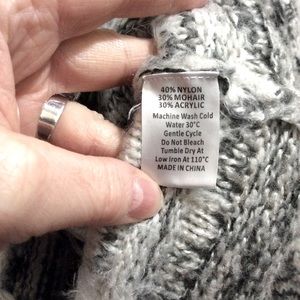 40% NYLON
30% MOHAIR
30% ACRYLIC
Machine Wash Cold
Water 30°C
Gentle Cycle
Do Not Bleach
Tumble Dry At
Low Iron At 110°C
MADE IN CHINA